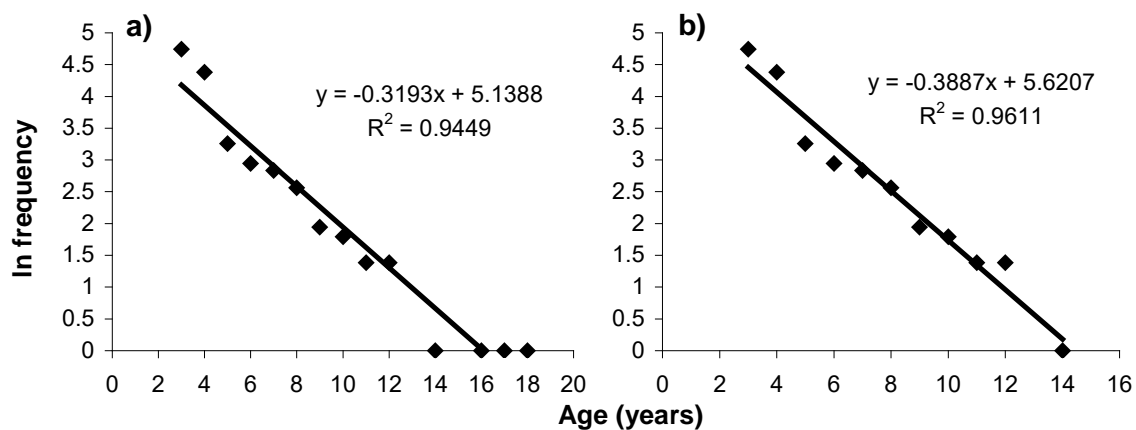 a)
y = -0.3193x + 5.1388
R² = 0.9449
5
4.5
4
3.5
3
2.5
2
1.5
1
0.5
0
0 2 4 6 8 10 12 14 16 18 20
b)
y = -0.3887x + 5.6207
R² = 0.9611
5
4.5
4
3.5
3
2.5
2
1.5
1
0.5
0
0 2 4 6 8 10 12 14 16
ln frequency
Age (years)